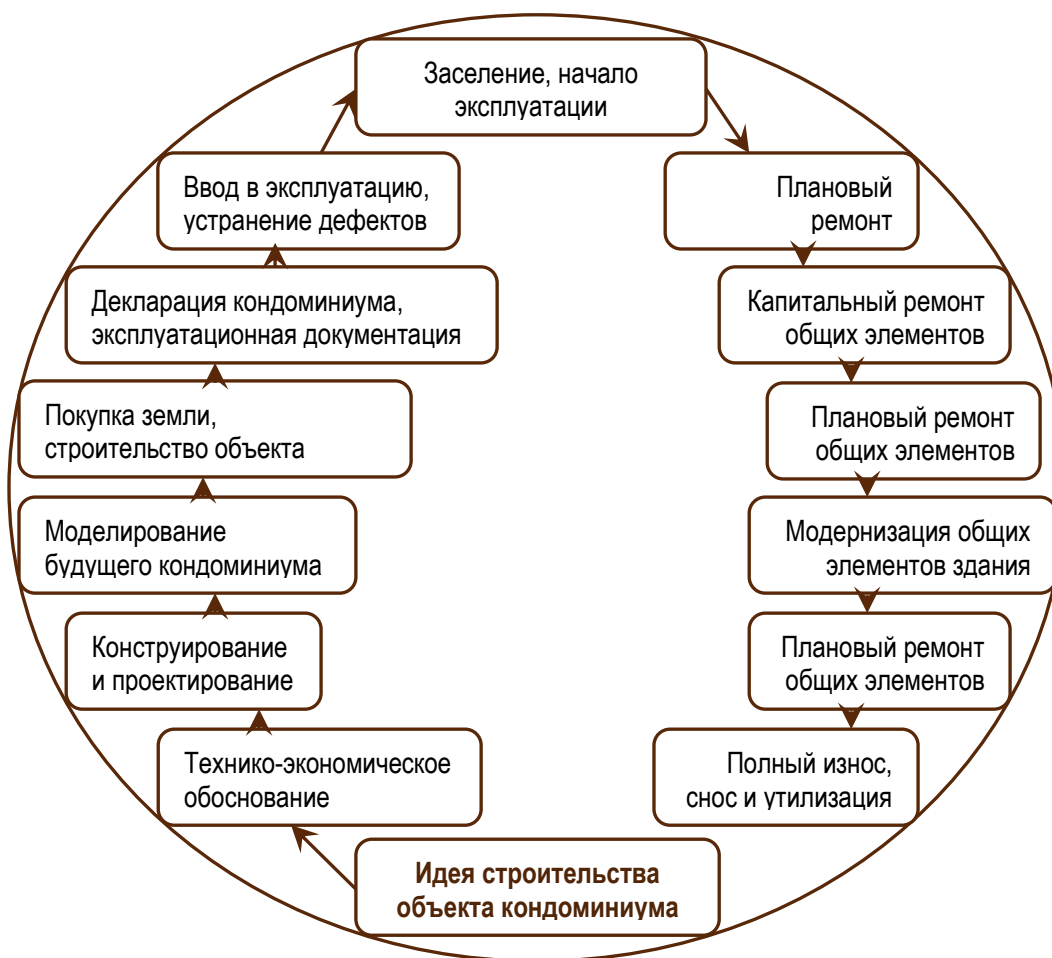 Заселение, начало
эксплуатации
Ввод в эксплуатацию,
устранение дефектов
Плановый
ремонт
Декларация кондоминиума,
эксплуатационная документация
Капитальный ремонт
общих элементов
Покупка земли,
строительство объекта
Плановый ремонт
общих элементов
Моделирование
будущего кондоминиума
Модернизация общих
элементов здания
Конструирование
и проектирование
Плановый ремонт
общих элементов
Технико-экономическое
обоснование
Полный износ,
снос и утилизация
Идея строительства
объекта кондоминиума